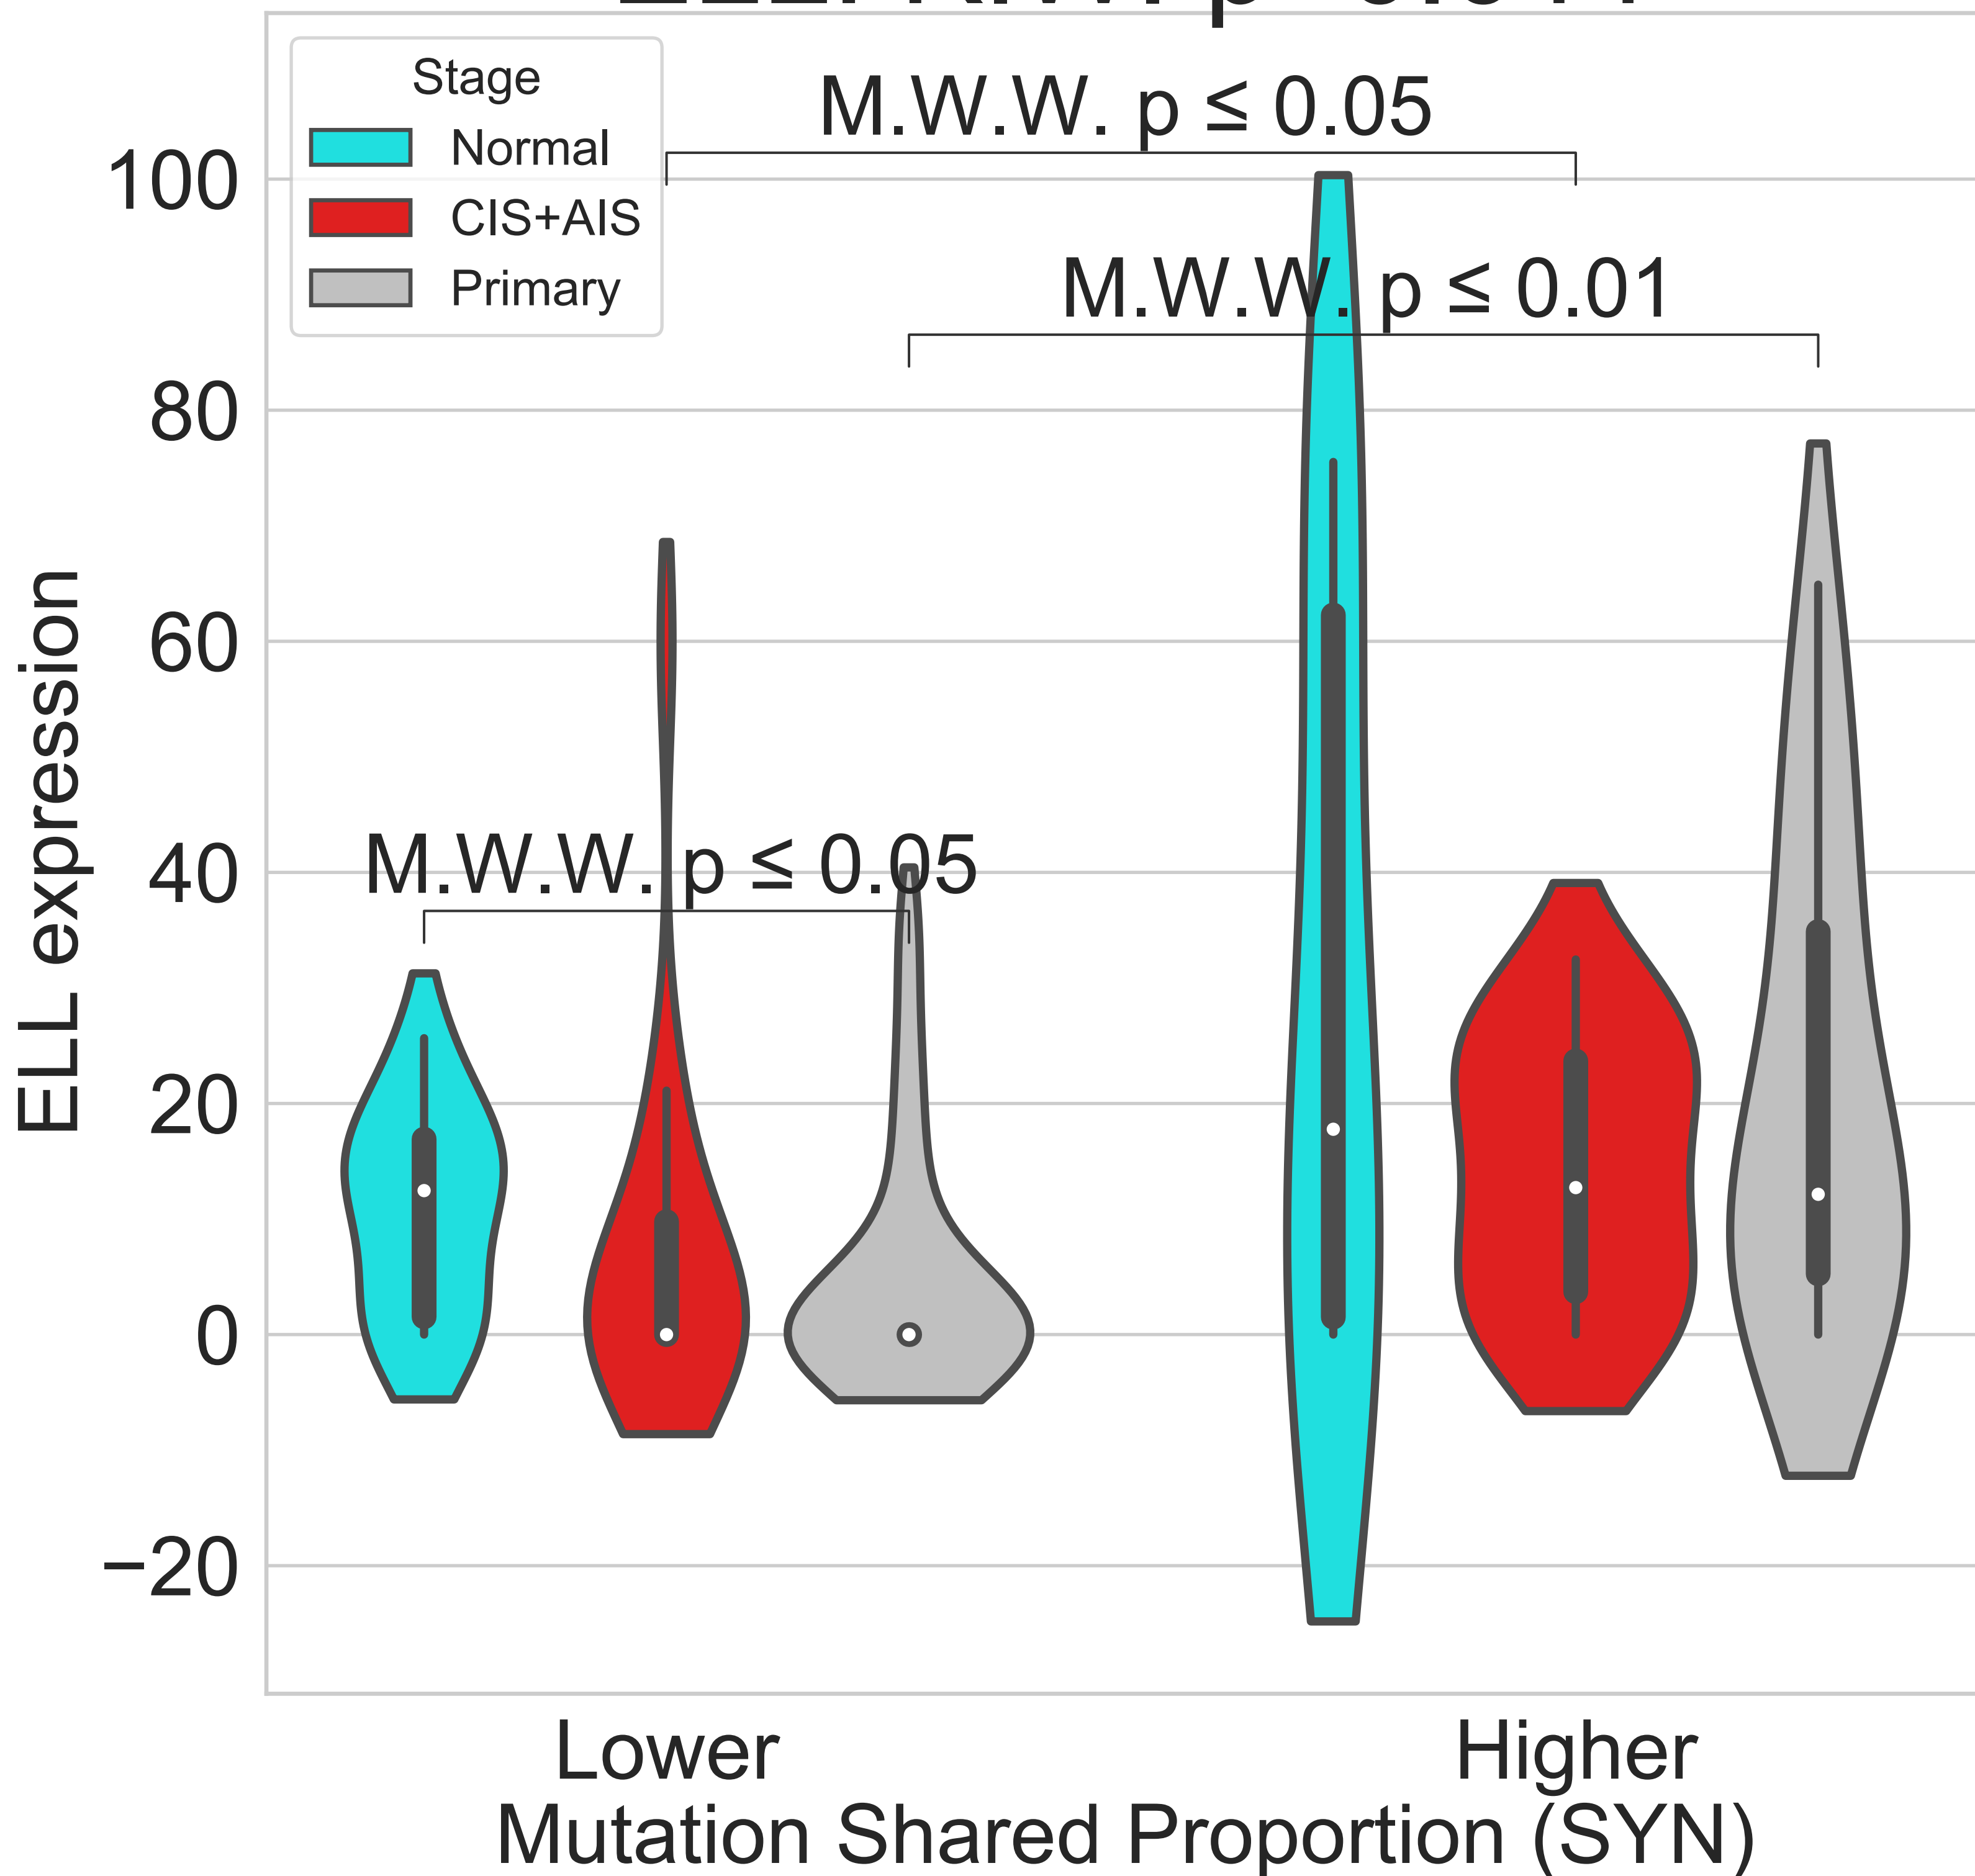 Stage
Normal
CIS+AIS
Primary
M.W.W. p ≤ 0.05
M.W.W. p ≤ 0.01
M.W.W. p ≤ 0.05
100
80
60
40
20
0
−20
ELL expression
Lower
Higher
Mutation Shared Proportion (SYN)